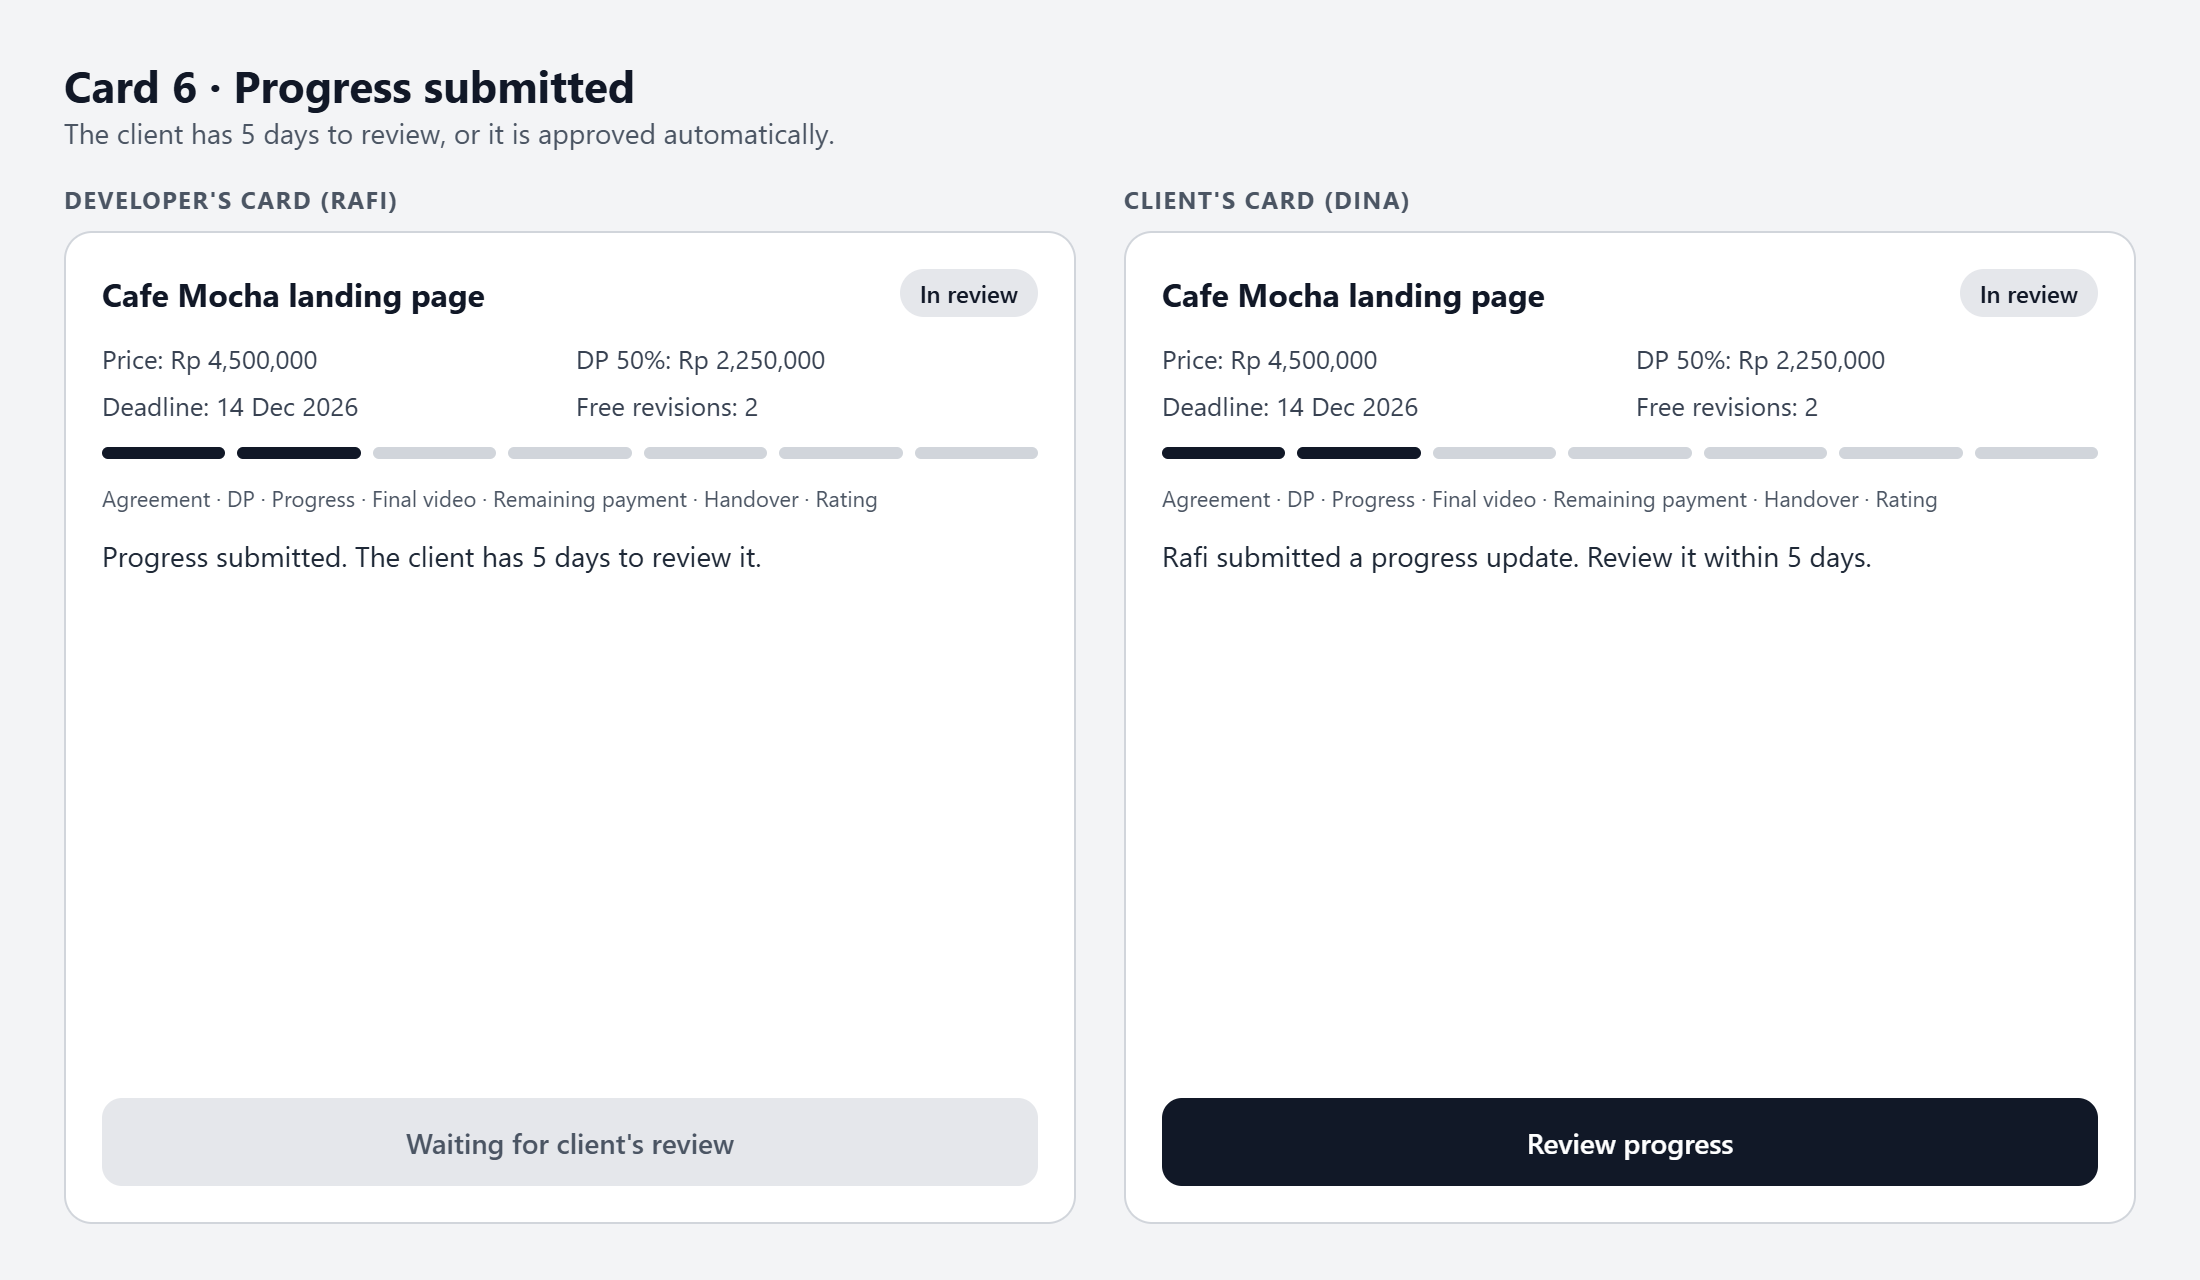 Card 6 · Progress submitted
The client has 5 days to review, or it is approved automatically.
DEVELOPER'S CARD (RAFI)
Cafe Mocha landing page
In review
Price: Rp 4,500,000
DP 50%: Rp 2,250,000
Deadline: 14 Dec 2026
Free revisions: 2
Agreement · DP · Progress · Final video · Remaining payment · Handover · Rating
Progress submitted. The client has 5 days to review it.
Waiting for client's review
CLIENT'S CARD (DINA)
Cafe Mocha landing page
In review
Price: Rp 4,500,000
DP 50%: Rp 2,250,000
Deadline: 14 Dec 2026
Free revisions: 2
Agreement · DP · Progress · Final video · Remaining payment · Handover · Rating
Rafi submitted a progress update. Review it within 5 days.
Review progress